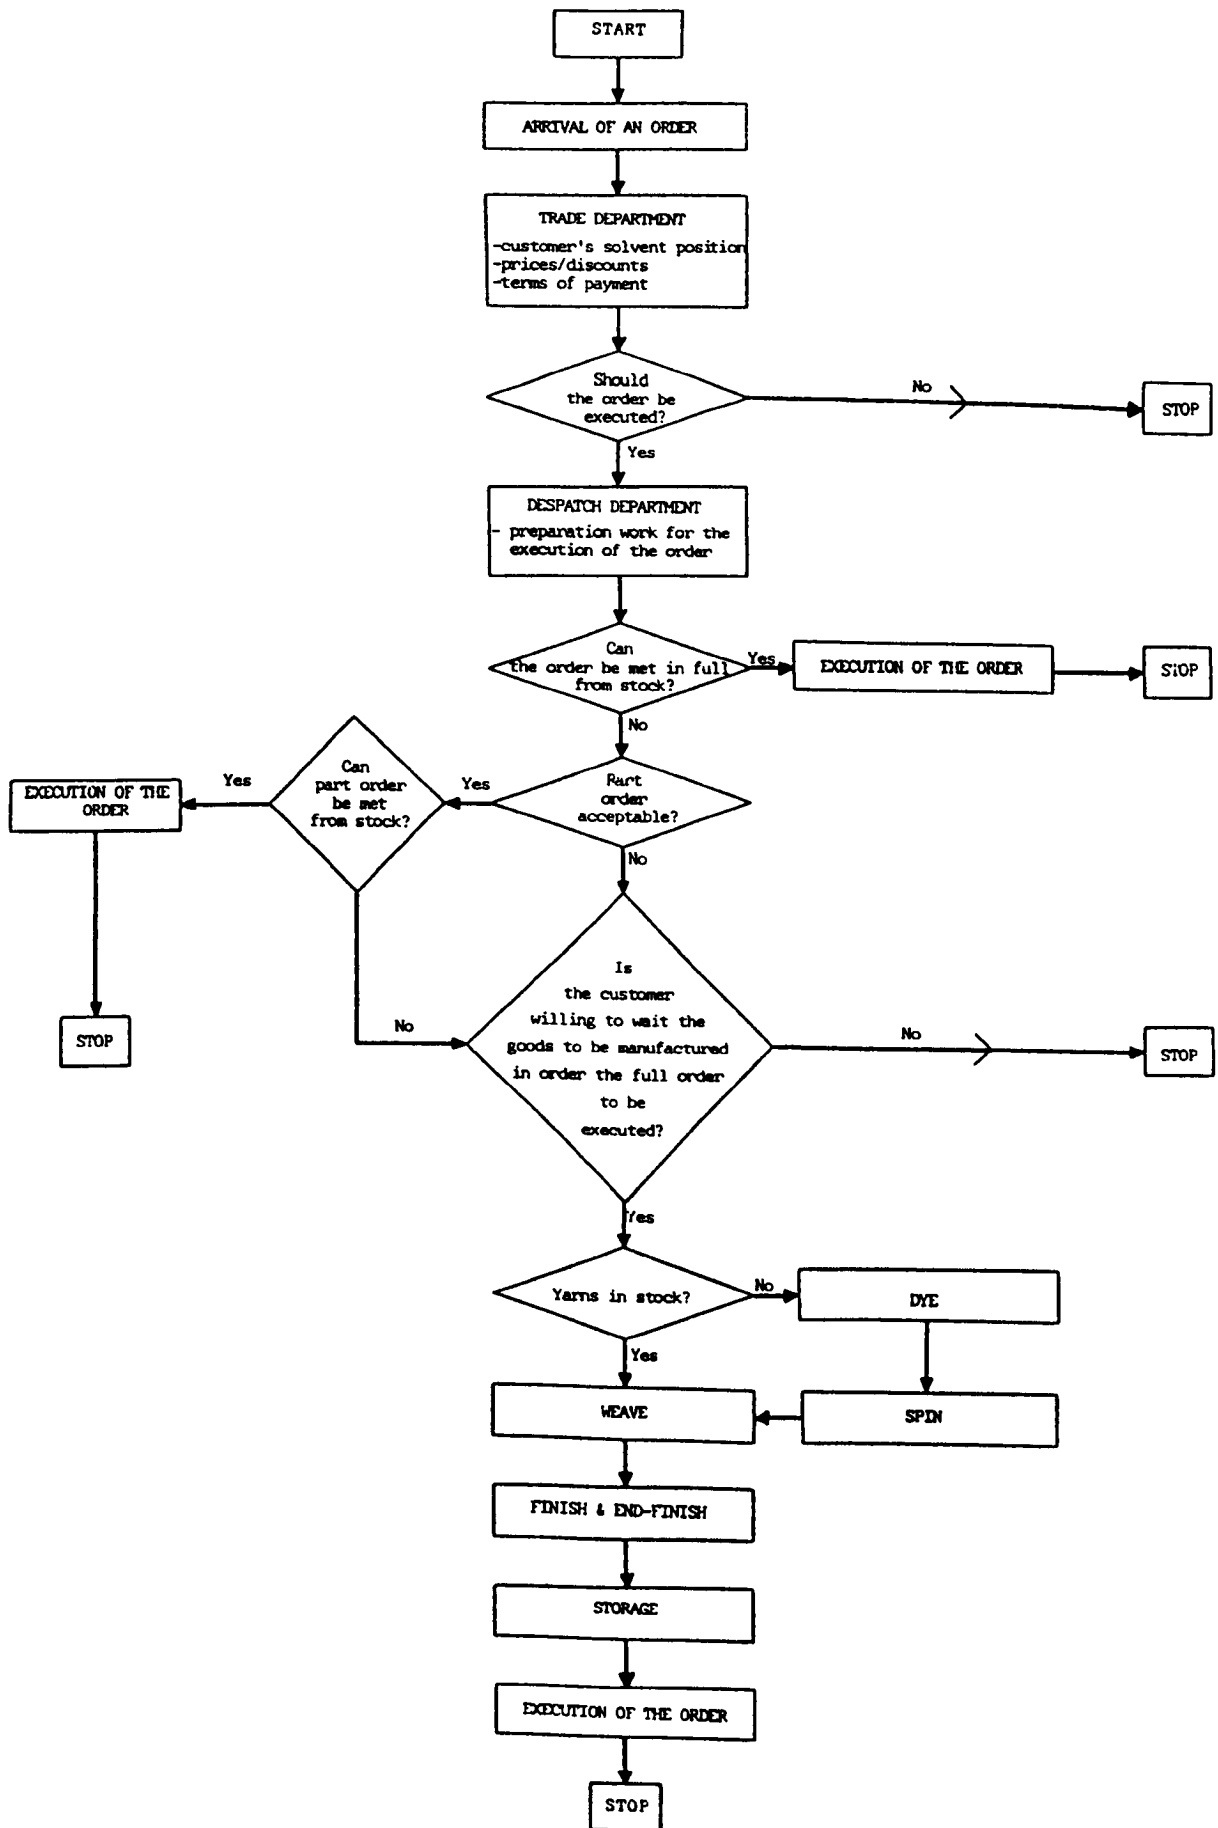 START
ARRIVAL OF AN ORDER
TRADE DEPARTMENT
-customer's solvent position
-prices/discounts
-terms of payment
Should
the order be
executed?
No
STOP
Yes
DESPATCH DEPARTMENT
- preparation work for the
execution of the order
Can
the order be met in full
from stock?
Yes
EXECUTION OF THE ORDER
STOP
No
Part
order
acceptable?
Yes
Can
part order
be met
from stock?
Yes
EXECUTION OF THE
ORDER
STOP
No
No
Is
the customer
willing to wait the
goods to be manufactured
in order the full order
to be
executed?
No
STOP
Yes
Yarns in stock?
No
DYE
SPIN
Yes
WEAVE
FINISH & END-FINISH
STORAGE
EXECUTION OF THE ORDER
STOP